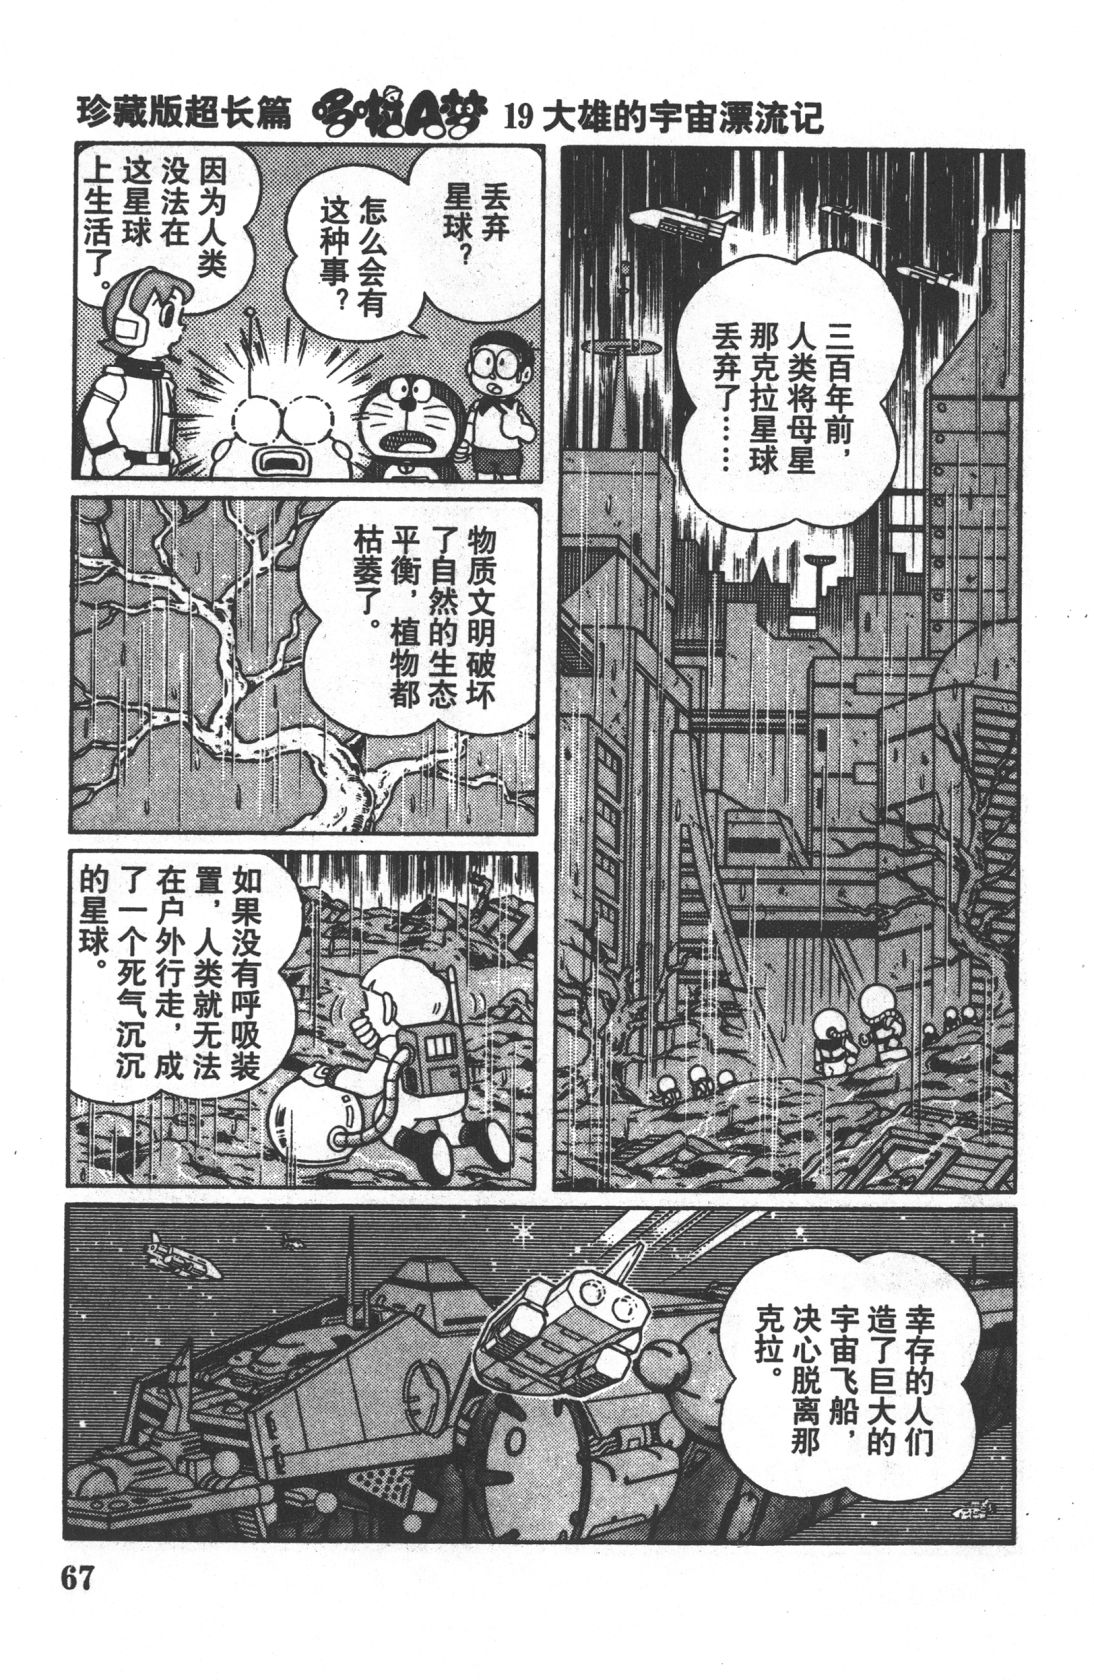 珍藏版超长篇 哆啦A梦 19 大雄的宇宙漂流记
三百年前，
人类将母星
那克拉星球
丢弃了……
丢弃
星球？
怎么会有
这种事？
因为人类
没法在
这星球
上生活了。
物质文明破坏
了自然的生态
平衡，植物都
枯萎了。
如果没有呼吸装
置，人类就无法
在户外行走，成
了一个死气沉沉
的星球。
幸存的人们
造了巨大的
宇宙飞船，
决心脱离那
克拉。
67